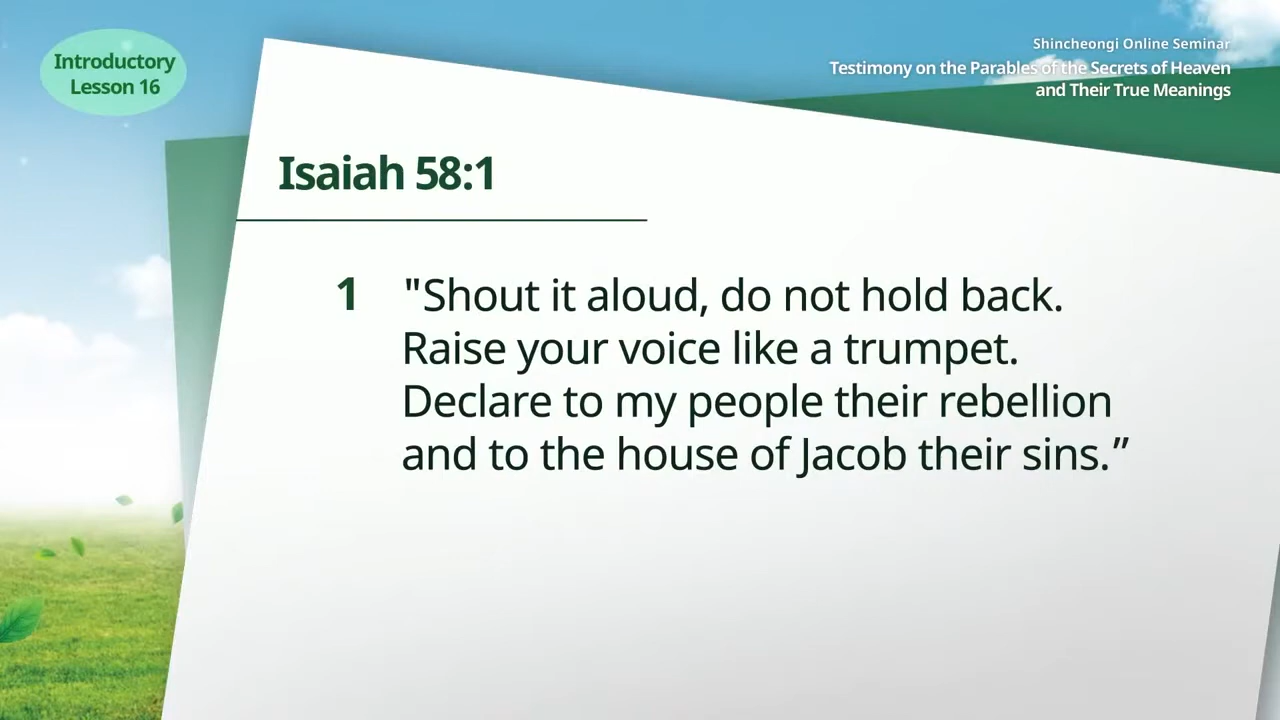 Introductory
Lesson 16
Shincheongi Online Seminar
Testimony on the Parables of the Secrets of Heaven
and Their True Meanings
Isaiah 58:1
1 "Shout it aloud, do not hold back.
Raise your voice like a trumpet.
Declare to my people their rebellion
and to the house of Jacob their sins.”